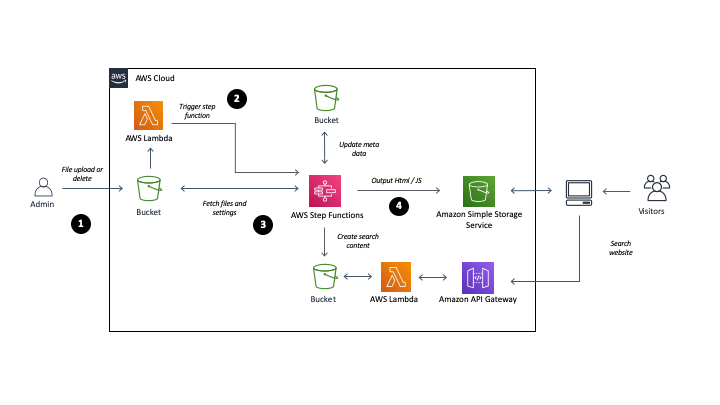 aws
AWS Cloud
2
Trigger step
function
Bucket
AWS Lambda
Update meta
data
File upload or
delete
Output Html / JS
Admin
1
Bucket
Fetch files and
settings
3
AWS Step Functions
4
Amazon Simple Storage
Service
Visitors
Create search
content
Search
website
Bucket
AWS Lambda
Amazon API Gateway